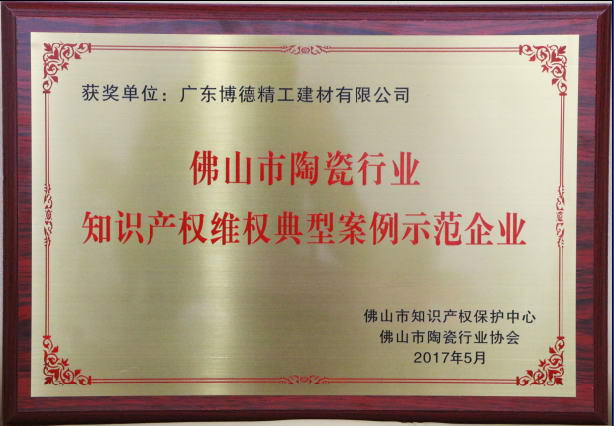 获奖单位：广东博德精工建材有限公司
佛山市陶瓷行业
知识产权维权典型案例示范企业
佛山市知识产权保护中心
佛山市陶瓷行业协会
2017年5月